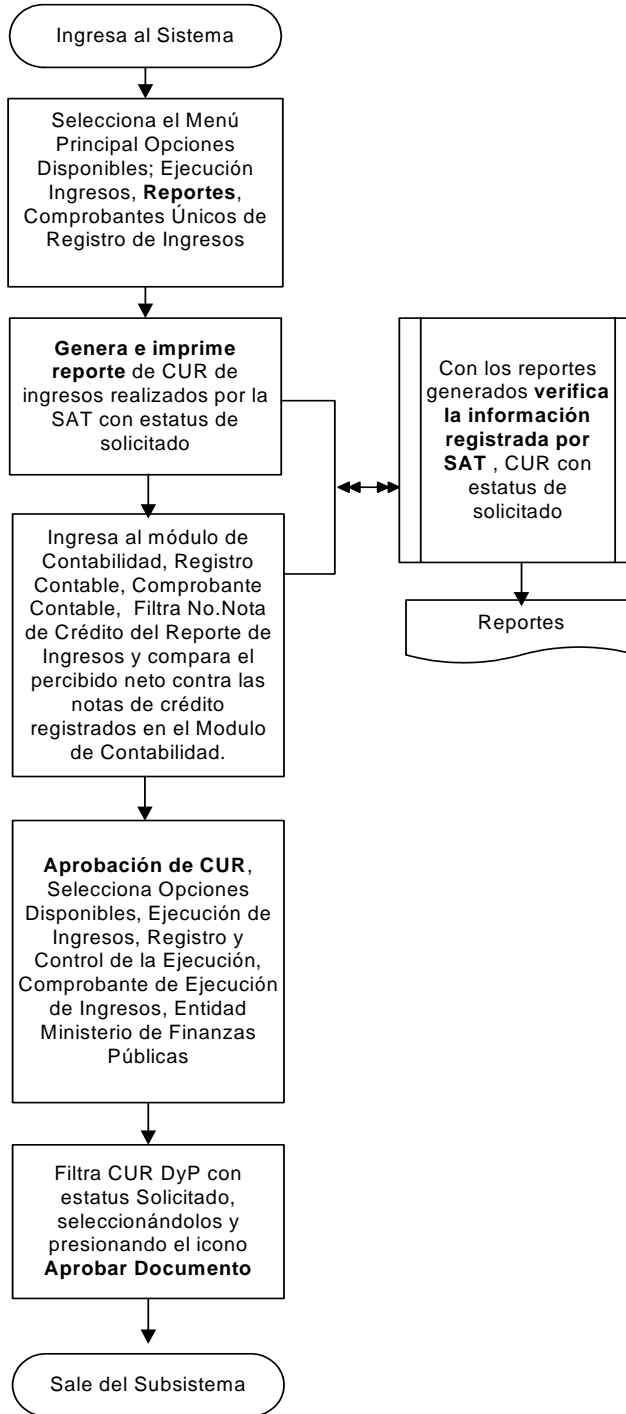 Ingresa al Sistema
Selecciona el Menú
Principal Opciones
Disponibles; Ejecución
Ingresos, Reportes,
Comprobantes Únicos de
Registro de Ingresos
Genera e imprime
reporte de CUR de
ingresos realizados por la
SAT con estatus de
solicitado
Con los reportes
generados verifica
la información
registrada por
SAT , CUR con
estatus de
solicitado
Reportes
Ingresa al módulo de
Contabilidad, Registro
Contable, Comprobante
Contable, Filtra No.Nota
de Crédito del Reporte de
Ingresos y compara el
percibido neto contra las
notas de crédito
registrados en el Modulo
de Contabilidad.
Aprobación de CUR,
Selecciona Opciones
Disponibles, Ejecución de
Ingresos, Registro y
Control de la Ejecución,
Comprobante de Ejecución
de Ingresos, Entidad
Ministerio de Finanzas
Públicas
Filtra CUR DyP con
estatus Solicitado,
seleccionándolos y
presionando el icono
Aprobar Documento
Sale del Subsistema